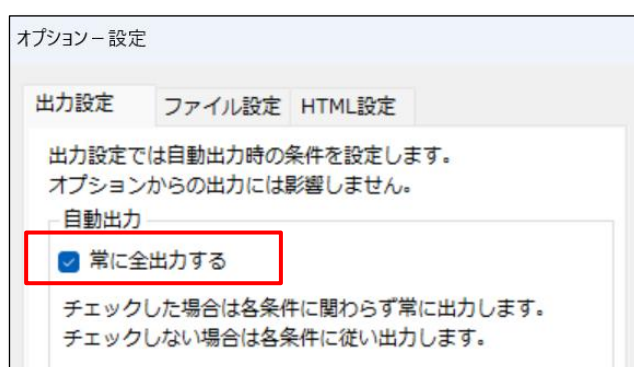 オプション－設定
出力設定 ファイル設定 HTML設定
出力設定では自動出力時の条件を設定します。
オプションからの出力には影響しません。
自動出力
常に全出力する
チェックした場合は各条件に関わらず常に出力します。
チェックしない場合は各条件に従い出力します。